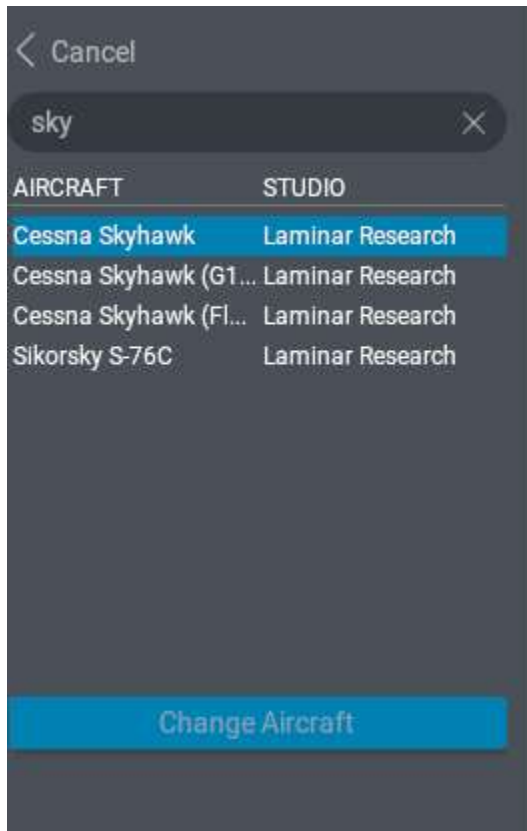 Cancel
sky
AIRCRAFT STUDIO
Cessna Skyhawk Laminar Research
Cessna Skyhawk (G1... Laminar Research
Cessna Skyhawk (Fl... Laminar Research
Sikorsky S-76C Laminar Research
Change Aircraft